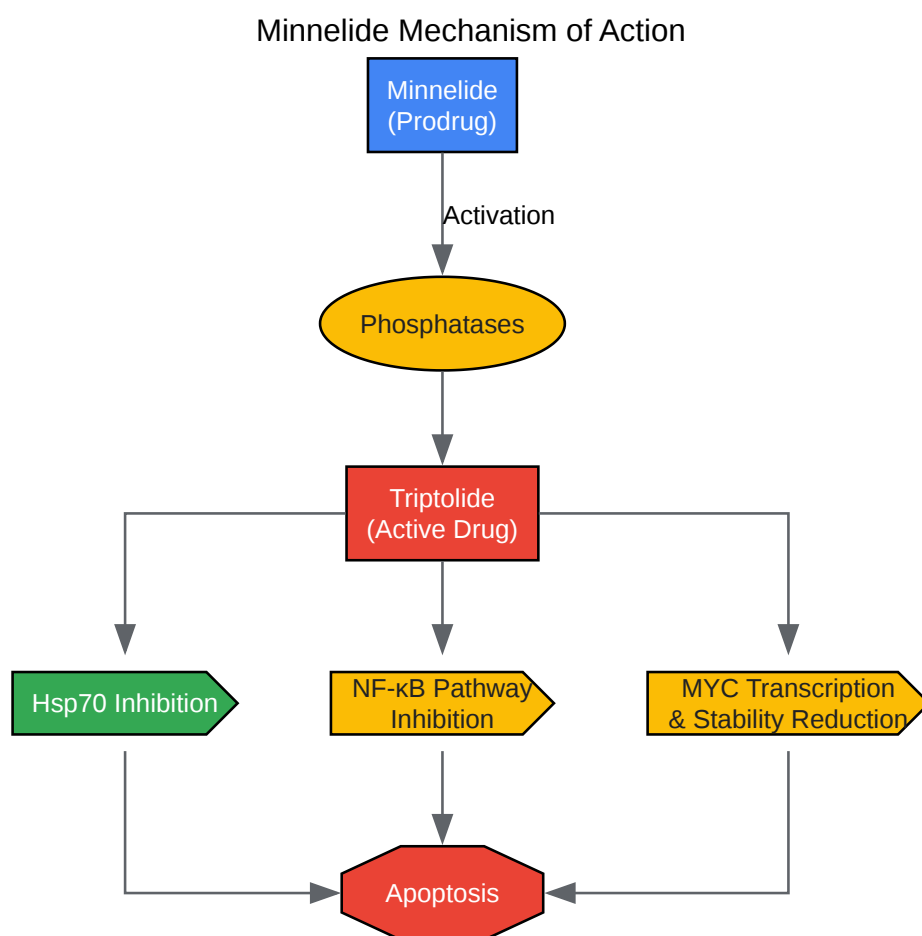 Minnelide Mechanism of Action
Minnelide
(Prodrug)
Activation
Phosphatases
Triptolide
(Active Drug)
Hsp70 Inhibition
NF-κB Pathway
Inhibition
MYC Transcription
& Stability Reduction
Apoptosis